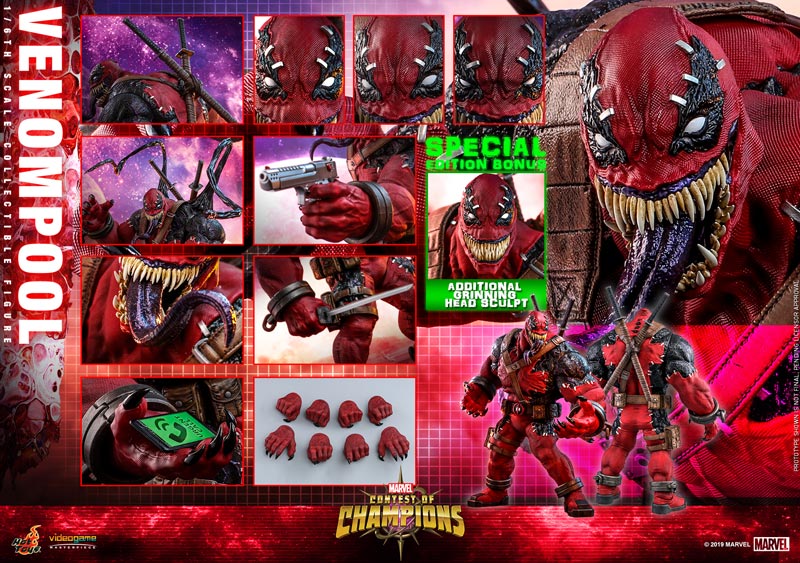 VENOMPOOL
1/6TH SCALE COLLECTIBLE FIGURE
SPECIAL
EDITION BONUS
ADDITIONAL
GRINNING
HEAD SCULPT
MARVEL
CONTEST OF
CHAMPIONS
PROTOTYPE SHOWN IS NOT FINAL, PENDING LICENSOR APPROVAL
Hot Toys
videogame
MASTERPIECE
© 2019 MARVEL
MARVEL